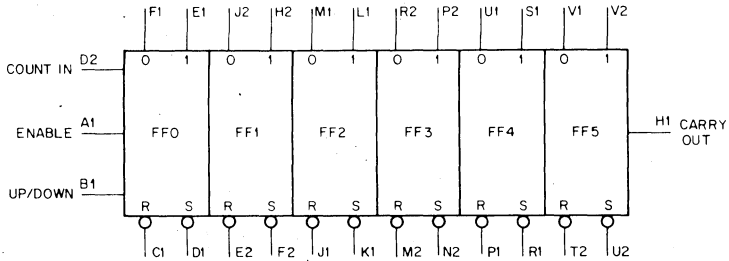 F1 E1 J2 H2 M1 L1 R2 P2 U1 S1 V1 V2
COUNT IN D2 0 1 0 1 0 1 0 1 0 1 0 1
ENABLE A1 FF0 FF1 FF2 FF3 FF4 FF5 H1 CARRY OUT
UP/DOWN B1
R S R S R S R S R S R S
C1 D1 E2 F2 J1 K1 M2 N2 P1 R1 T2 U2